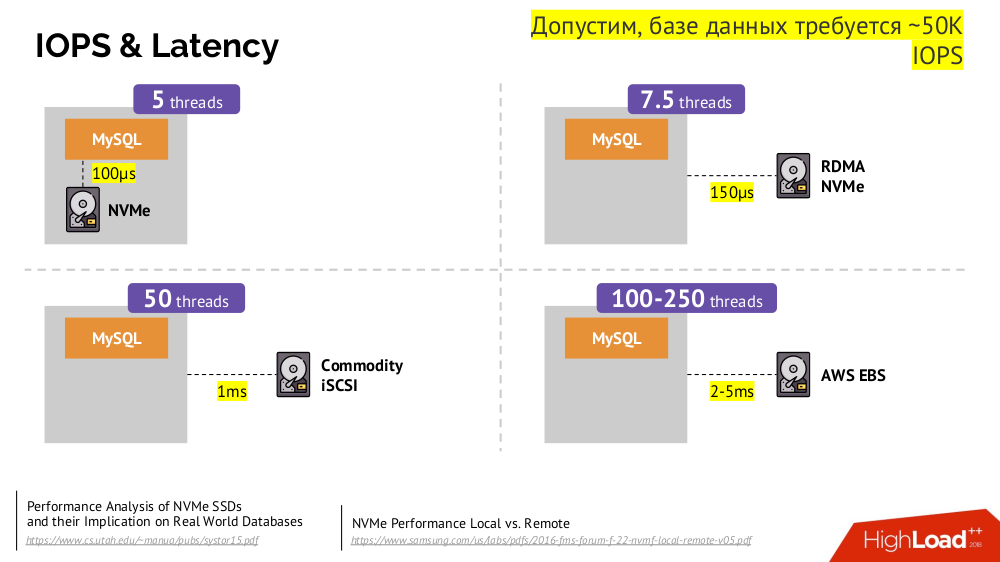 IOPS & Latency
Допустим, базе данных требуется ~50K
IOPS
5 threads
MySQL
100µs
NVMe
7.5 threads
MySQL
150µs
RDMA
NVMe
50 threads
MySQL
1ms
Commodity
iSCSI
100-250 threads
MySQL
2-5ms
AWS EBS
Performance Analysis of NVMe SSDs
and their Implication on Real World Databases
https://www.cs.utah.edu/~manua/pubs/systor15.pdf
NVMe Performance Local vs. Remote
https://www.samsung.com/us/labs/pdfs/2016-fms-forum-f-22-nvmf-local-remote-v05.pdf
HighLoad++
2018